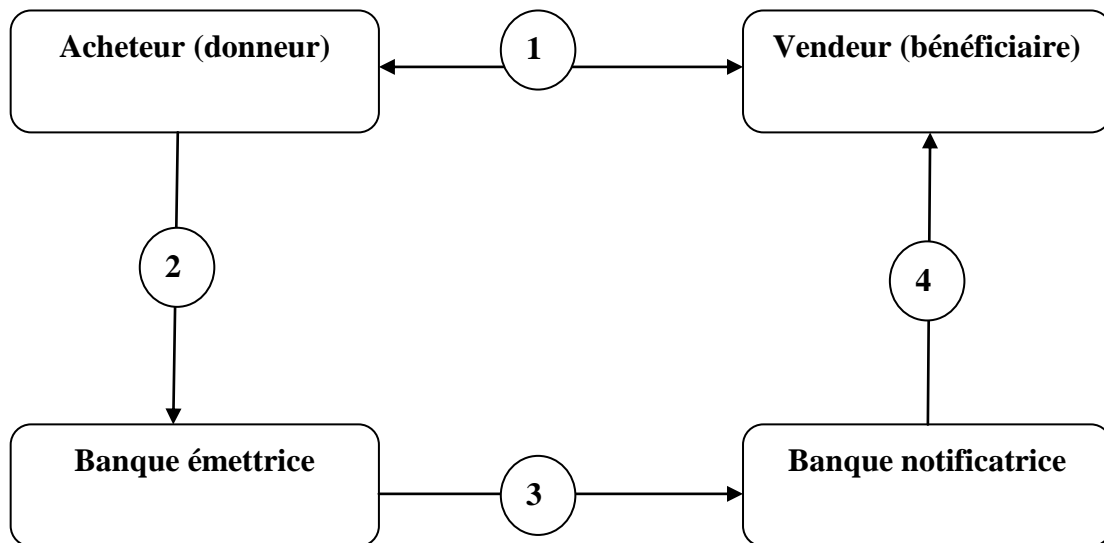 Acheteur (donneur)
1
Vendeur (bénéficiaire)
2
4
Banque émettrice
3
Banque notificatrice